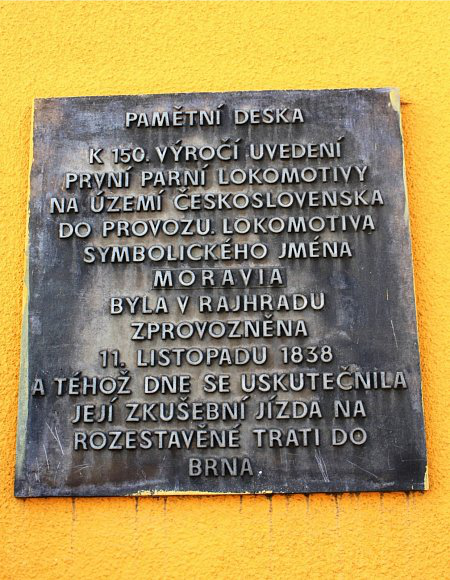 PAMĚTNÍ DESKA
K 150. VÝROČÍ UVEDENÍ
PRVNÍ PARNÍ LOKOMOTIVY
NA ÚZEMÍ ČESKOSLOVENSKA
DO PROVOZU. LOKOMOTIVA
SYMBOLICKÉHO JMÉNA
MORAVIA
BYLA V RAJHRADU
ZPROVOZNĚNA
11. LISTOPADU 1838
A TÉHOŽ DNE SE USKUTEČNILA
JEJÍ ZKUŠEBNÍ JÍZDA NA
ROZESTAVĚNÉ TRATI DO
BRNA